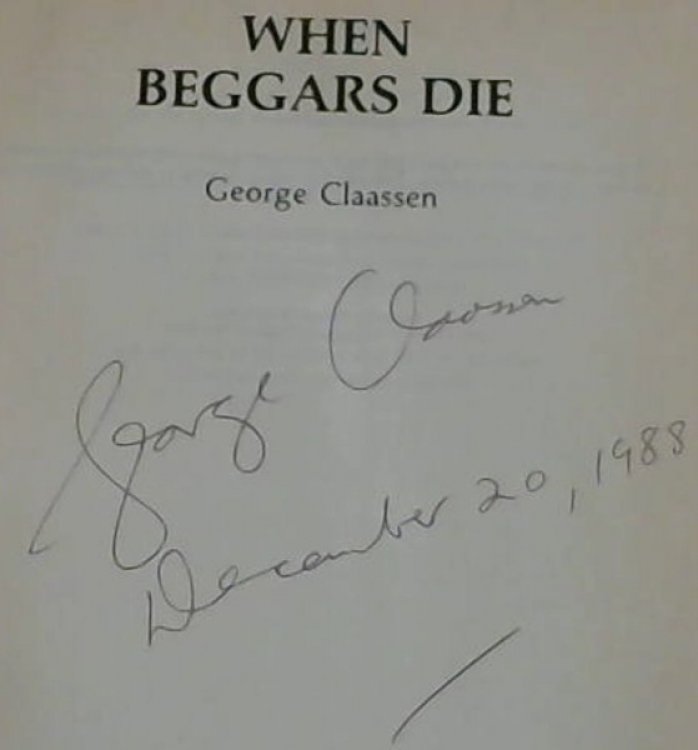 WHEN
BEGGARS DIE
George Claassen
George Claassen
December 20, 1988